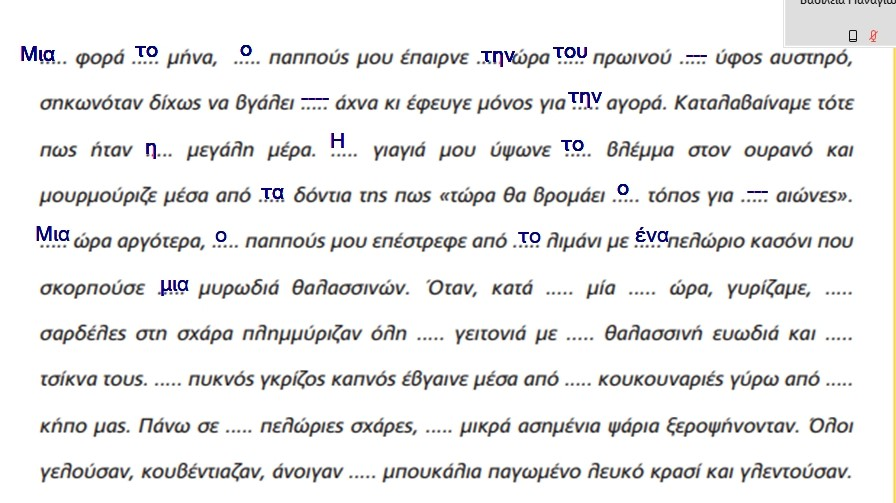 Βασιλεία Παναγιώ
Μια.. φορά το μήνα, ο παππούς μου έπαιρνε την ώρα του πρωινού --- ύφος αυστηρό,
σηκωνόταν δίχως να βγάλει ---- άχνα κι έφευγε μόνος για την αγορά. Καταλαβαίναμε τότε
πως ήταν η... μεγάλη μέρα. Η γιαγιά μου ύψωνε το βλέμμα στον ουρανό και
μουρμούριζε μέσα από τα δόντια της πως «τώρα θα βρομάει ο τόπος για --- αιώνες».
Μια ώρα αργότερα, ο παππούς μου επέστρεφε από το λιμάνι με ένα πελώριο κασόνι που
σκορπούσε μια μυρωδιά θαλασσινών. Όταν, κατά ..... μία ..... ώρα, γυρίζαμε, .....
σαρδέλες στη σχάρα πλημμύριζαν όλη ..... γειτονιά με ..... θαλασσινή ευωδιά και .....
τσίκνα τους. ..... πυκνός γκρίζος καπνός έβγαινε μέσα από ..... κουκουναριές γύρω από .....
κήπο μας. Πάνω σε ..... πελώριες σχάρες, ..... μικρά ασημένια ψάρια ξεροψήνονταν. Όλοι
γελούσαν, κουβέντιαζαν, άνοιγαν ..... μπουκάλια παγωμένο λευκό κρασί και γλεντούσαν.